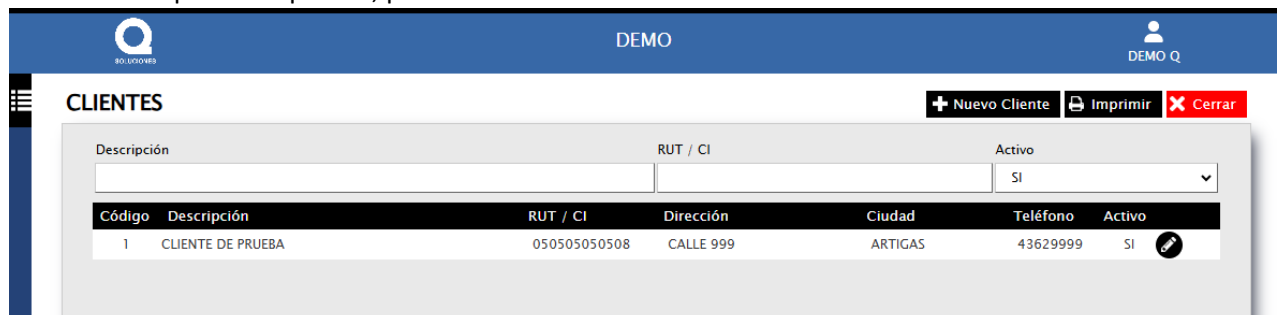 DEMO
Q
SOLUCIONES
DEMO Q
CLIENTES
Nuevo Cliente Imprimir Cerrar
Descripción RUT / CI Activo
SI
Código Descripción RUT / CI Dirección Ciudad Teléfono Activo
1 CLIENTE DE PRUEBA 050505050508 CALLE 999 ARTIGAS 43629999 SI